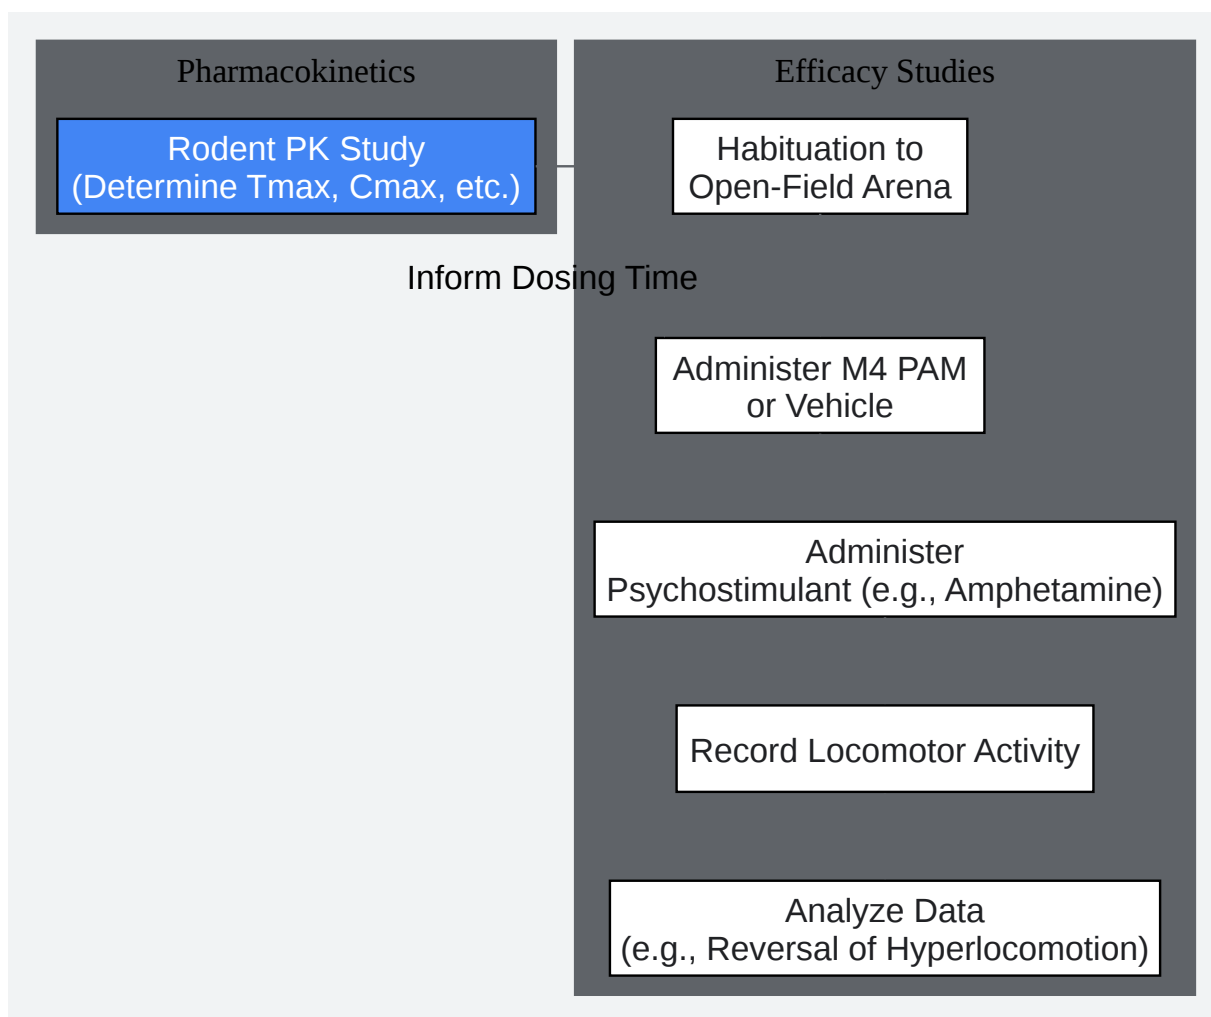 Pharmacokinetics
Rodent PK Study
(Determine Tmax, Cmax, etc.)
Inform Dosing Time
Efficacy Studies
Habituation to
Open-Field Arena
Administer M4 PAM
or Vehicle
Administer
Psychostimulant (e.g., Amphetamine)
Record Locomotor Activity
Analyze Data
(e.g., Reversal of Hyperlocomotion)